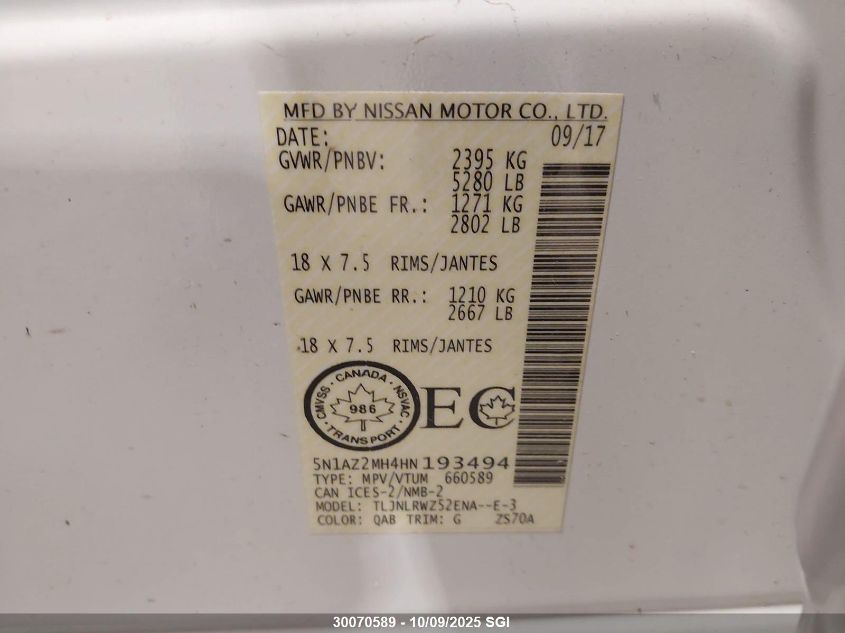 MFD BY NISSAN MOTOR CO., LTD.
DATE: 09/17
GVWR/PNBV: 2395 KG
5280 LB
GAWR/PNBE FR.: 1271 KG
2802 LB
18 X 7.5 RIMS/JANTES
GAWR/PNBE RR.: 1210 KG
2667 LB
18 X 7.5 RIMS/JANTES
CMVSS · CANADA · NSVAC · TRANSPORT ·
986
EC
5N1AZ2MH4HN193494
TYPE: MPV/VTUM 660589
CAN ICES-2/NMB-2
MODEL: TLJNLRWZ52ENA--E-3
COLOR: QAB TRIM: G ZS70A
30070589 - 10/09/2025 SGI